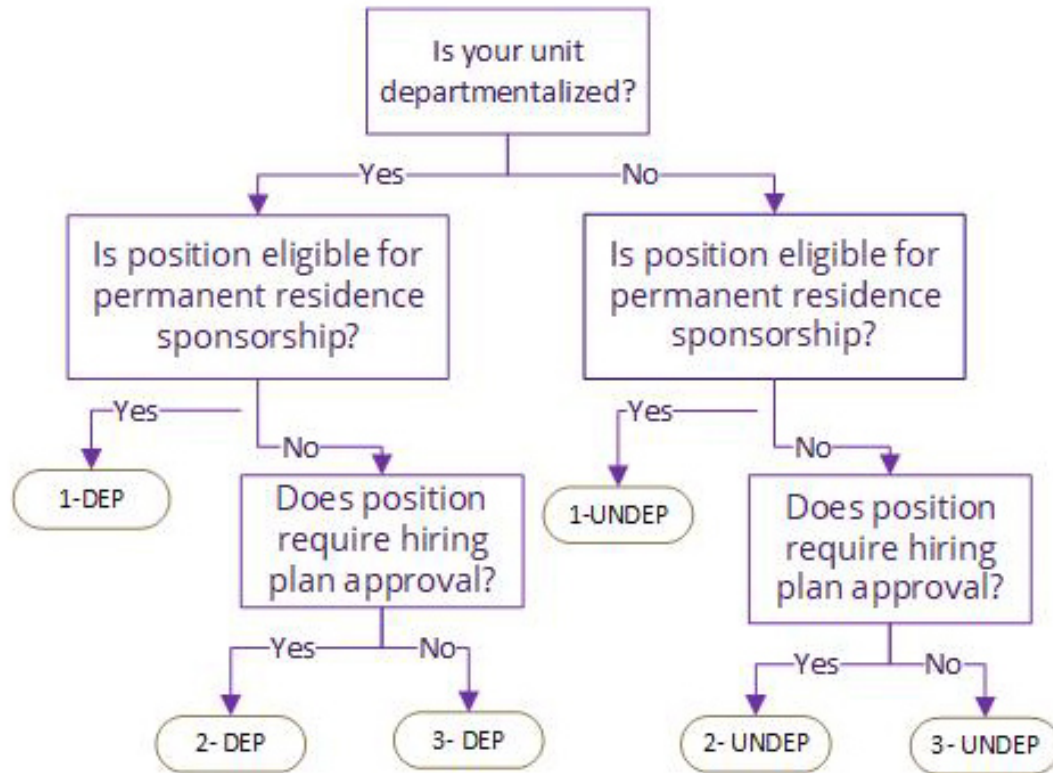 Is your unit
departmentalized?
Yes
No
Is position eligible for
permanent residence
sponsorship?
Is position eligible for
permanent residence
sponsorship?
Yes
No
Yes
No
1-DEP
Does position
require hiring
plan approval?
1-UNDEP
Does position
require hiring
plan approval?
Yes
No
Yes
No
2- DEP
3- DEP
2- UNDEP
3- UNDEP